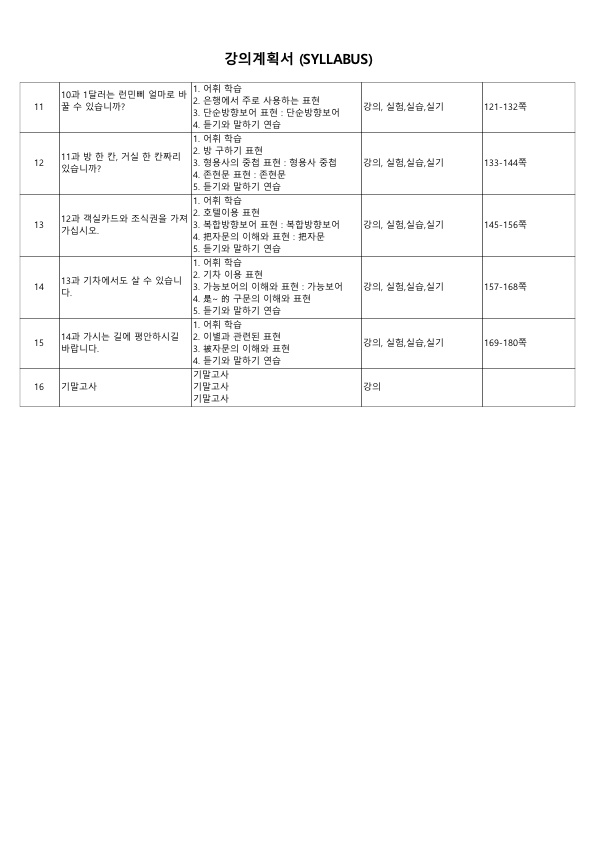 강의계획서 (SYLLABUS)
11
10과 1달러는 런민삐 얼마로 바
꿀 수 있습니까?
1. 어휘 학습
2. 은행에서 주로 사용하는 표현
3. 단순방향보어 표현 : 단순방향보어
4. 듣기와 말하기 연습
강의, 실험,실습,실기
121-132쪽
12
11과 방 한 칸, 거실 한 칸짜리
있습니까?
1. 어휘 학습
2. 방 구하기 표현
3. 형용사의 중첩 표현 : 형용사 중첩
4. 존현문 표현 : 존현문
5. 듣기와 말하기 연습
강의, 실험,실습,실기
133-144쪽
13
12과 객실카드와 조식권을 가져
가십시오.
1. 어휘 학습
2. 호텔이용 표현
3. 복합방향보어 표현 : 복합방향보어
4. 把자문의 이해와 표현 : 把자문
5. 듣기와 말하기 연습
강의, 실험,실습,실기
145-156쪽
14
13과 기차에서도 살 수 있습니
다.
1. 어휘 학습
2. 기차 이용 표현
3. 가능보어의 이해와 표현 : 가능보어
4. 是~ 的 구문의 이해와 표현
5. 듣기와 말하기 연습
강의, 실험,실습,실기
157-168쪽
15
14과 가시는 길에 평안하시길
바랍니다.
1. 어휘 학습
2. 이별과 관련된 표현
3. 被자문의 이해와 표현
4. 듣기와 말하기 연습
강의, 실험,실습,실기
169-180쪽
16
기말고사
기말고사
기말고사
기말고사
강의